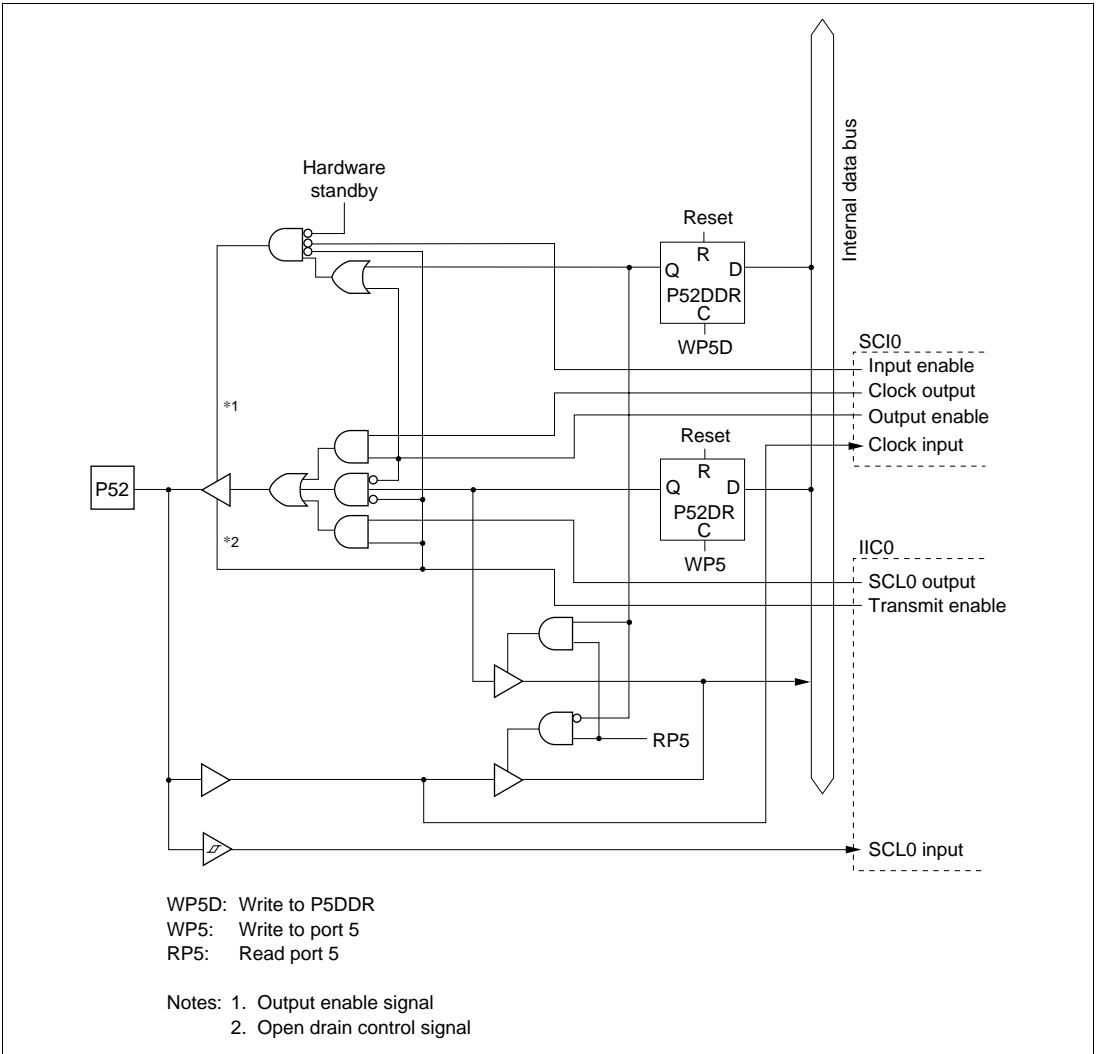 Internal data bus
Hardware
standby
Reset
R
Q D
P52DDR
C
WP5D
SCI0
Input enable
Clock output
Output enable
Clock input
*1
Reset
R
Q D
P52DR
C
WP5
P52
*2
IIC0
SCL0 output
Transmit enable
RP5
SCL0 input
WP5D: Write to P5DDR
WP5: Write to port 5
RP5: Read port 5
Notes: 1. Output enable signal
2. Open drain control signal